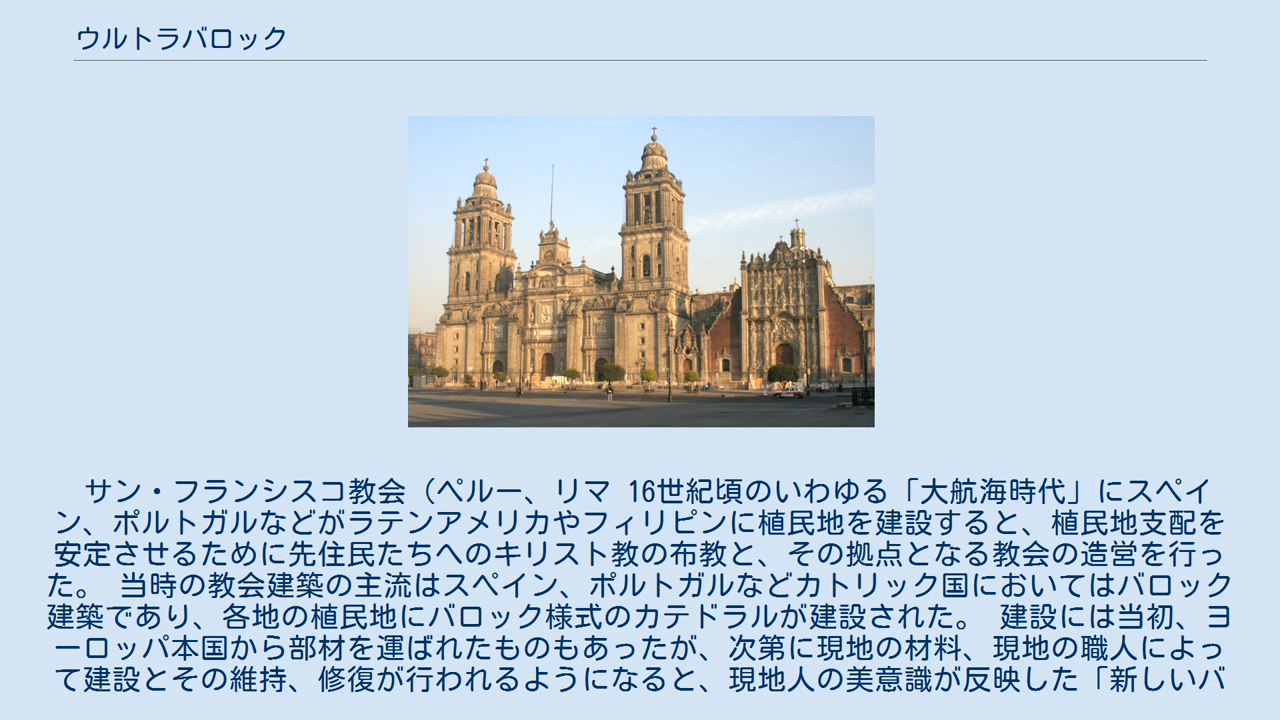 ウルトラバロック
サン・フランシスコ教会（ペルー、リマ 16世紀頃のいわゆる「大航海時代」にスペイ
ン、ポルトガルなどがラテンアメリカやフィリピンに植民地を建設すると、植民地支配を
安定させるために先住民たちへのキリスト教の布教と、その拠点となる教会の造営を行っ
た。 当時の教会建築の主流はスペイン、ポルトガルなどカトリック国においてはバロック
建築であり、各地の植民地にバロック様式のカテドラルが建設された。 建設には当初、ヨ
ーロッパ本国から部材を運ばれたものもあったが、次第に現地の材料、現地の職人によっ
て建設とその維持、修復が行われるようになると、現地人の美意識が反映した「新しいバ